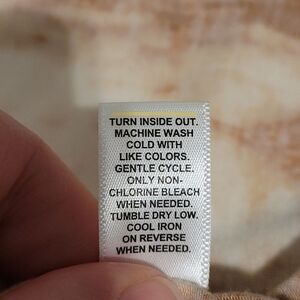 TURN INSIDE OUT.
MACHINE WASH
COLD WITH
LIKE COLORS.
GENTLE CYCLE.
ONLY NON-
CHLORINE BLEACH
WHEN NEEDED.
TUMBLE DRY LOW.
COOL IRON
ON REVERSE
WHEN NEEDED.